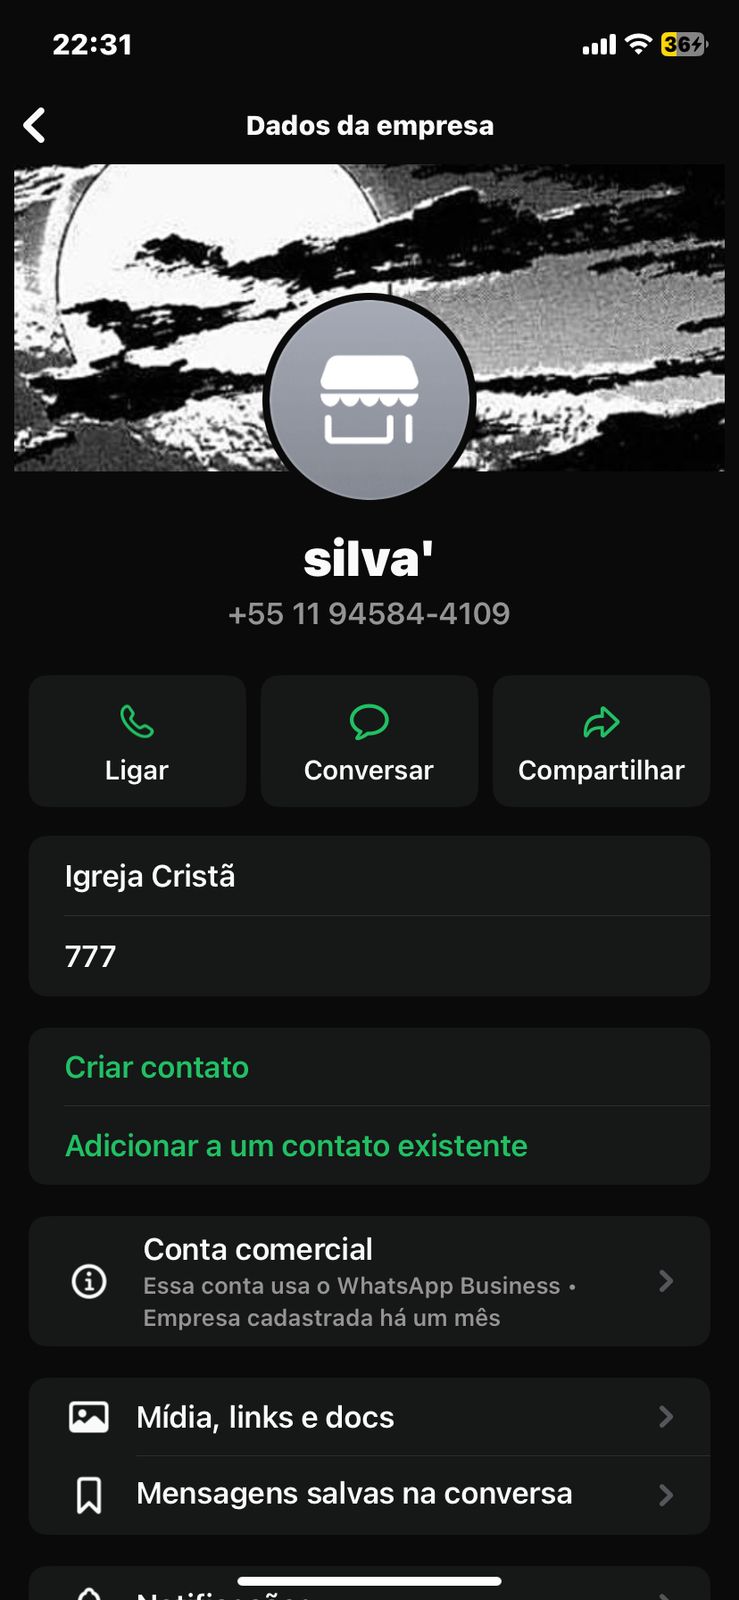 22:31
36
Dados da empresa
silva'
+55 11 94584-4109
Ligar
Conversar
Compartilhar
Igreja Cristã
777
Criar contato
Adicionar a um contato existente
Conta comercial
Essa conta usa o WhatsApp Business •
Empresa cadastrada há um mês
Mídia, links e docs
Mensagens salvas na conversa